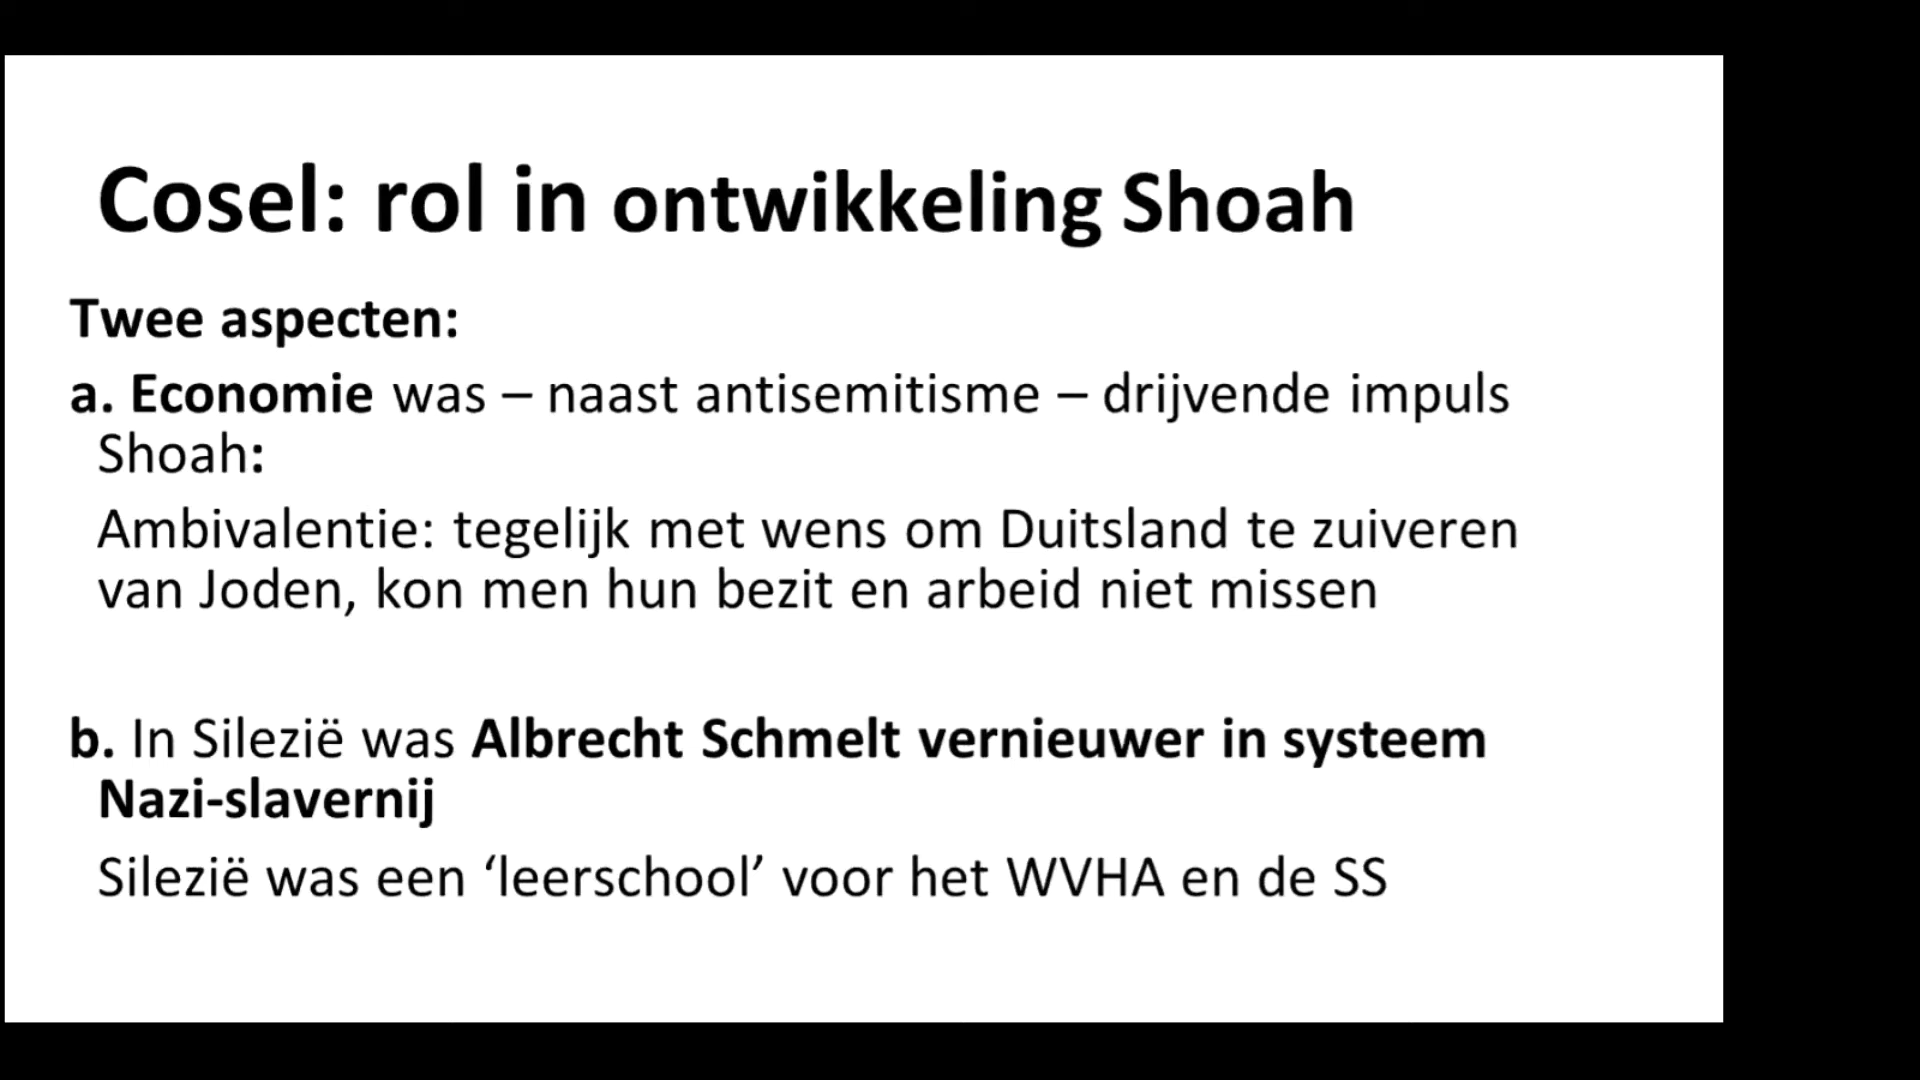 Cosel: rol in ontwikkeling Shoah
Twee aspecten:
a. Economie was – naast antisemitisme – drijvende impuls
Shoah:
Ambivalentie: tegelijk met wens om Duitsland te zuiveren
van Joden, kon men hun bezit en arbeid niet missen
b. In Silezië was Albrecht Schmelt vernieuwer in systeem
Nazi-slavernij
Silezië was een ‘leerschool’ voor het WVHA en de SS